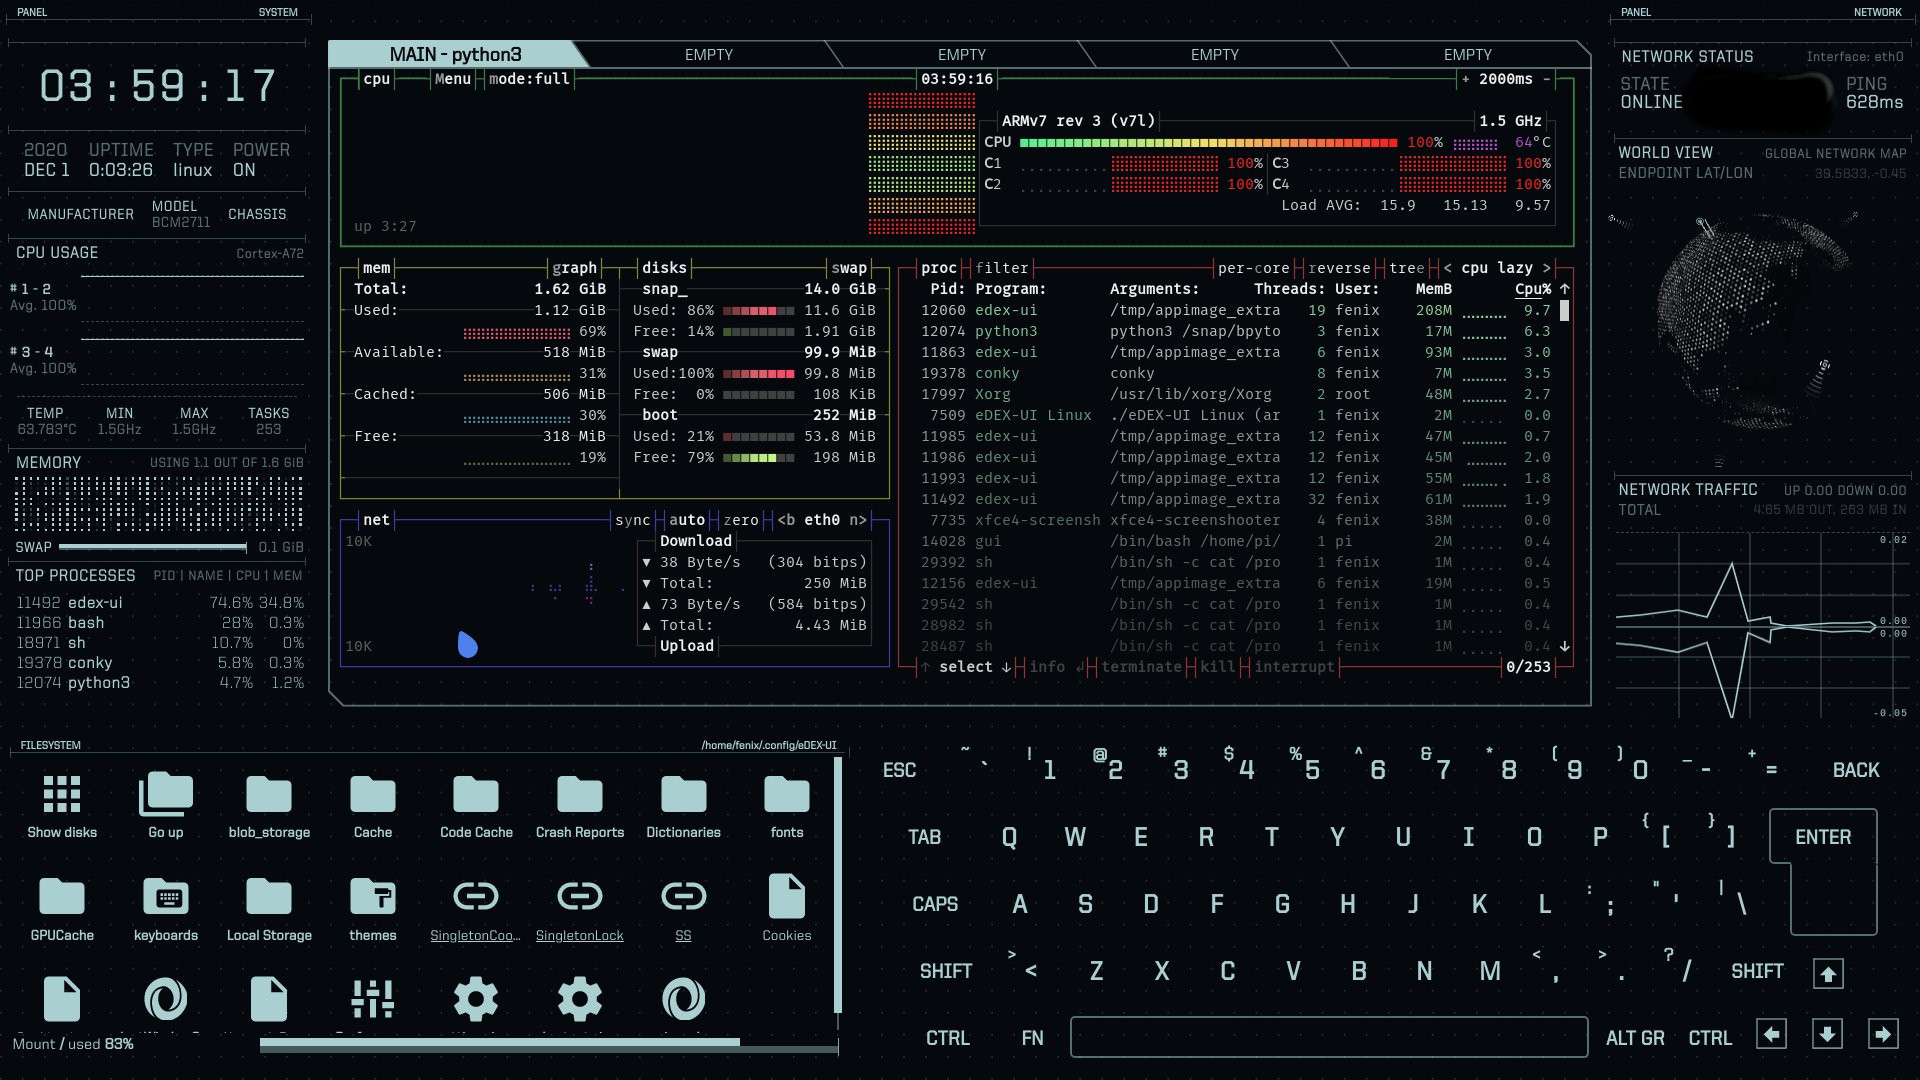 PANEL SYSTEM
03:59:17
2020 UPTIME TYPE POWER
DEC 1 0:03:26 linux ON
MANUFACTURER MODEL CHASSIS
BCM2711
CPU USAGE Cortex-A72
# 1 - 2
Avg. 100%
# 3 - 4
Avg. 100%
TEMP MIN MAX TASKS
63.783°C 1.5GHz 1.5GHz 253
MEMORY USING 1.1 OUT OF 1.6 GIB
SWAP 0.1 GiB
TOP PROCESSES PID | NAME | CPU | MEM
11492 edex-ui 74.6% 34.8%
11966 bash 28% 0.3%
18971 sh 10.7% 0%
19378 conky 5.8% 0.3%
12074 python3 4.7% 1.2%
MAIN - python3 EMPTY EMPTY EMPTY EMPTY
cpu Menu mode:full 03:59:16 + 2000ms -
ARMv7 rev 3 (v7l) 1.5 GHz
CPU 100% 64°C
C1 100% C3 100%
C2 100% C4 100%
Load AVG: 15.9 15.13 9.57
up 3:27
mem graph disks swap
Total: 1.62 GiB snap_ 14.0 GiB
Used: 1.12 GiB Used: 86% 11.6 GiB
69% Free: 14% 1.91 GiB
Available: 518 MiB swap 99.9 MiB
31% Used:100% 99.8 MiB
Cached: 506 MiB Free: 0% 108 KiB
30% boot 252 MiB
Free: 318 MiB Used: 21% 53.8 MiB
19% Free: 79% 198 MiB
net sync auto zero <b eth0 n>
10K Download
▼ 38 Byte/s (304 bitps)
▼ Total: 250 MiB
▲ 73 Byte/s (584 bitps)
▲ Total: 4.43 MiB
10K Upload
proc filter per-core reverse tree < cpu lazy >
Pid: Program: Arguments: Threads: User: MemB Cpu% ↑
12060 edex-ui /tmp/appimage_extra 19 fenix 208M 9.7
12074 python3 python3 /snap/bpyto 3 fenix 17M 6.3
11863 edex-ui /tmp/appimage_extra 6 fenix 93M 3.0
19378 conky conky 8 fenix 7M 3.5
17997 Xorg /usr/lib/xorg/Xorg 2 root 48M 2.7
7509 eDEX-UI Linux ./eDEX-UI Linux (ar 1 fenix 2M 0.0
11985 edex-ui /tmp/appimage_extra 12 fenix 47M 0.7
11986 edex-ui /tmp/appimage_extra 12 fenix 45M 2.0
11993 edex-ui /tmp/appimage_extra 12 fenix 55M 1.8
11492 edex-ui /tmp/appimage_extra 32 fenix 61M 1.9
7735 xfce4-screensh xfce4-screenshooter 4 fenix 38M 0.0
14028 gui /bin/bash /home/pi/ 1 pi 2M 0.4
29392 sh /bin/sh -c cat /pro 1 fenix 1M 0.4
12156 edex-ui /tmp/appimage_extra 6 fenix 19M 0.5
29542 sh /bin/sh -c cat /pro 1 fenix 1M 0.4
28982 sh /bin/sh -c cat /pro 1 fenix 1M 0.4
28487 sh /bin/sh -c cat /pro 1 fenix 1M 0.4 ↓
↑ select ↓ info ↲ terminate kill interrupt 0/253
PANEL NETWORK
NETWORK STATUS Interface: eth0
STATE PING
ONLINE 628ms
WORLD VIEW GLOBAL NETWORK MAP
ENDPOINT LAT/LON 39.5833,-0.45
NETWORK TRAFFIC UP 0.00 DOWN 0.00
TOTAL 4.65 MB OUT, 263 MB IN
0.02
0.00
0.00
-0.05
FILESYSTEM /home/fenix/.config/eDEX-UI
Show disks Go up blob_storage Cache Code Cache Crash Reports Dictionaries fonts
GPUCache keyboards Local Storage themes SingletonCoo... SingletonLock SS Cookies
Mount / used 83%
ESC ~ ` ! 1 @ 2 # 3 $ 4 % 5 ^ 6 & 7 * 8 ( 9 ) 0 _ - + = BACK
TAB Q W E R T Y U I O P { [ } ] ENTER
CAPS A S D F G H J K L : ; " ' | \
SHIFT > < Z X C V B N M < , > . ? / SHIFT
CTRL FN ALT GR CTRL